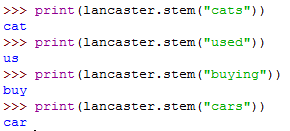 >>> print(lancaster.stem("cats"))
cat
>>> print(lancaster.stem("used"))
us
>>> print(lancaster.stem("buying"))
buy
>>> print(lancaster.stem("cars"))
car